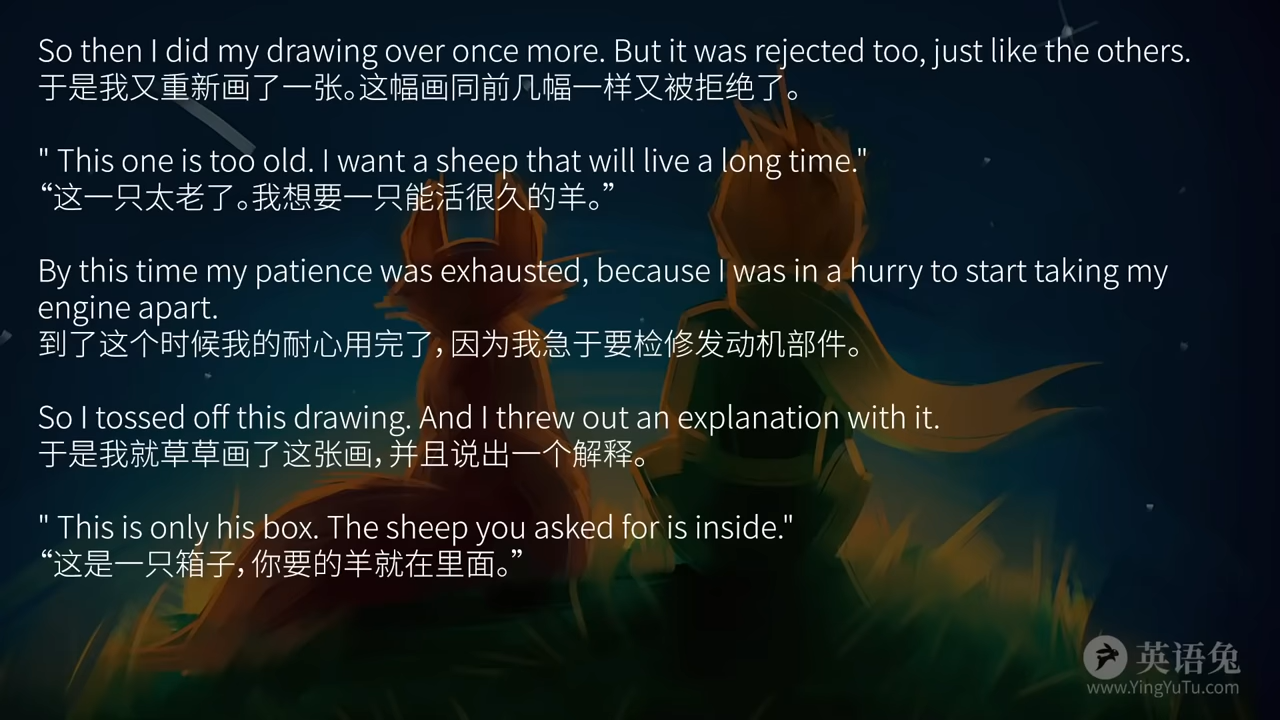 So then I did my drawing over once more. But it was rejected too, just like the others.
于是我又重新画了一张。这幅画同前几幅一样又被拒绝了。
" This one is too old. I want a sheep that will live a long time."
“这一只太老了。我想要一只能活很久的羊。”
By this time my patience was exhausted, because I was in a hurry to start taking my
engine apart.
到了这个时候我的耐心用完了，因为我急于要检修发动机部件。
So I tossed off this drawing. And I threw out an explanation with it.
于是我就草草画了这张画，并且说出一个解释。
" This is only his box. The sheep you asked for is inside."
“这是一只箱子，你要的羊就在里面。”
英语兔
www.YingYuTu.com